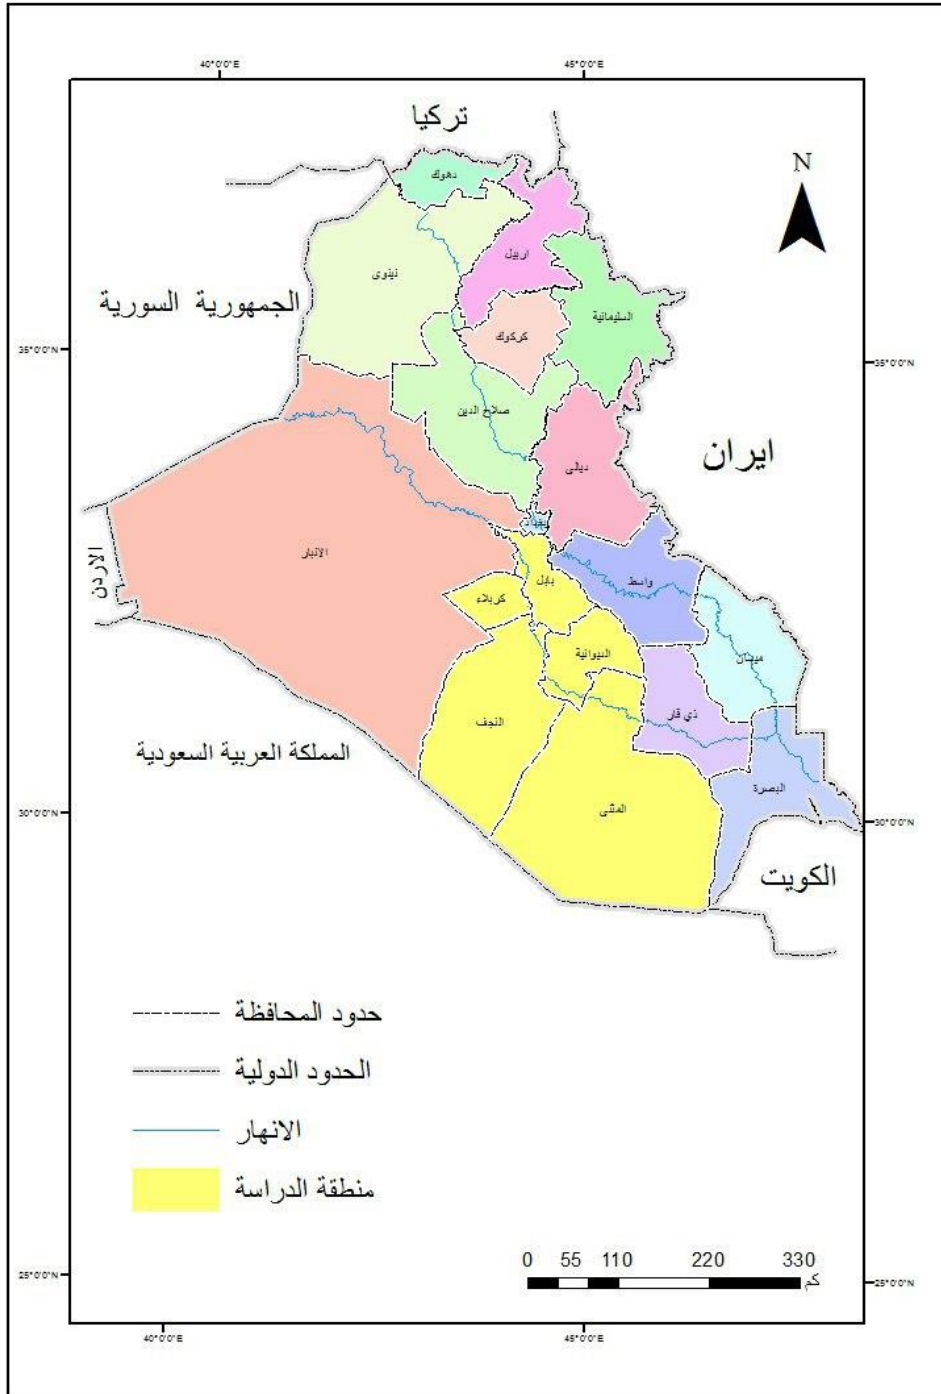 40°0'0"E 45°0'0"E
تركيا
N
دهوك
اربيل
نينوى
الجمهورية السورية
السليمانية
كركوك
35°0'0"N 35°0'0"N
صلاح الدين
ايران
ديالى
بغداد
الانبار
الاردن
واسط
بابل
كربلاء
ميسان
الديوانية
ذي قار
النجف
المملكة العربية السعودية
البصرة
المثنى
30°0'0"N 30°0'0"N
الكويت
حدود المحافظة
الحدود الدولية
الانهار
منطقة الدراسة
0 55 110 220 330
كم
25°0'0"N 25°0'0"N
40°0'0"E 45°0'0"E